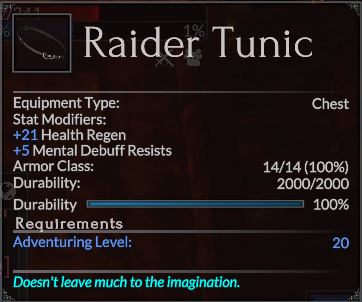 Raider Tunic
Equipment Type: Chest
Stat Modifiers:
+21 Health Regen
+5 Mental Debuff Resists
Armor Class: 14/14 (100%)
Durability: 2000/2000
Durability 100%
Requirements
Adventuring Level: 20
Doesn't leave much to the imagination.